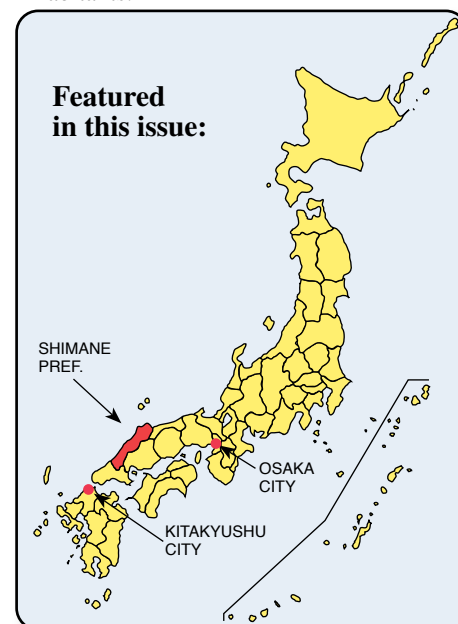 Featured
in this issue:
SHIMANE
PREF.
OSAKA
CITY
KITAKYUSHU
CITY